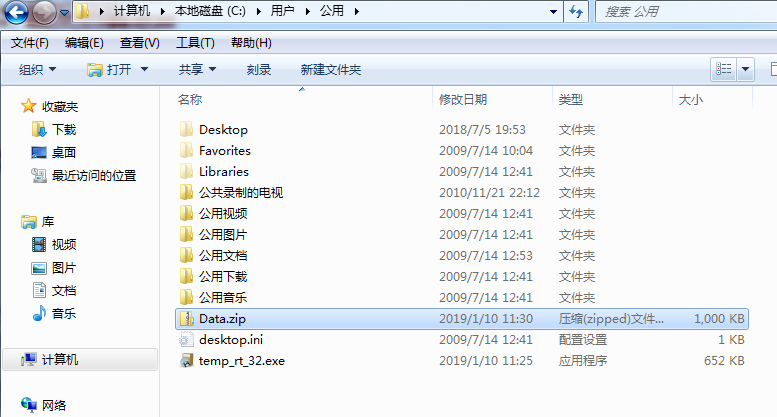 计算机 本地磁盘 (C:) 用户 公用 搜索 公用
文件(F) 编辑(E) 查看(V) 工具(T) 帮助(H)
组织 打开 共享 刻录 新建文件夹
收藏夹
下载
桌面
最近访问的位置
库
视频
图片
文档
音乐
计算机
网络
名称 修改日期 类型 大小
Desktop 2018/7/5 19:53 文件夹
Favorites 2009/7/14 10:04 文件夹
Libraries 2009/7/14 12:41 文件夹
公共录制的电视 2010/11/21 22:12 文件夹
公用视频 2009/7/14 12:41 文件夹
公用图片 2009/7/14 12:41 文件夹
公用文档 2009/7/14 12:53 文件夹
公用下载 2009/7/14 12:41 文件夹
公用音乐 2009/7/14 12:41 文件夹
Data.zip 2019/1/10 11:30 压缩(zipped)文件... 1,000 KB
desktop.ini 2009/7/14 12:41 配置设置 1 KB
temp_rt_32.exe 2019/1/10 11:25 应用程序 652 KB